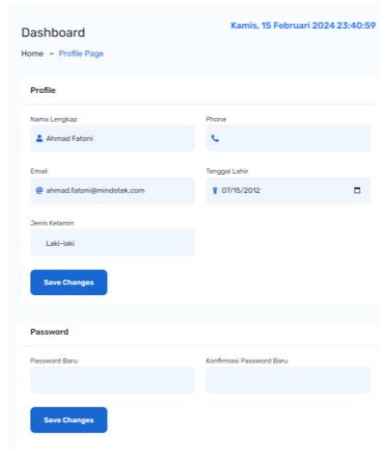 Dashboard
Kamis, 15 Februari 2024 23:40:59
Home - Profile Page
Profile
Nama Lengkap
Phone
Ahmad Fatoni
Email
Tanggal Lahir
@ ahmad.fatoni@mindotek.com
07/15/2012
Jenis Kelamin
Laki-laki
Save Changes
Password
Password Baru
Konfirmasi Password Baru
Save Changes